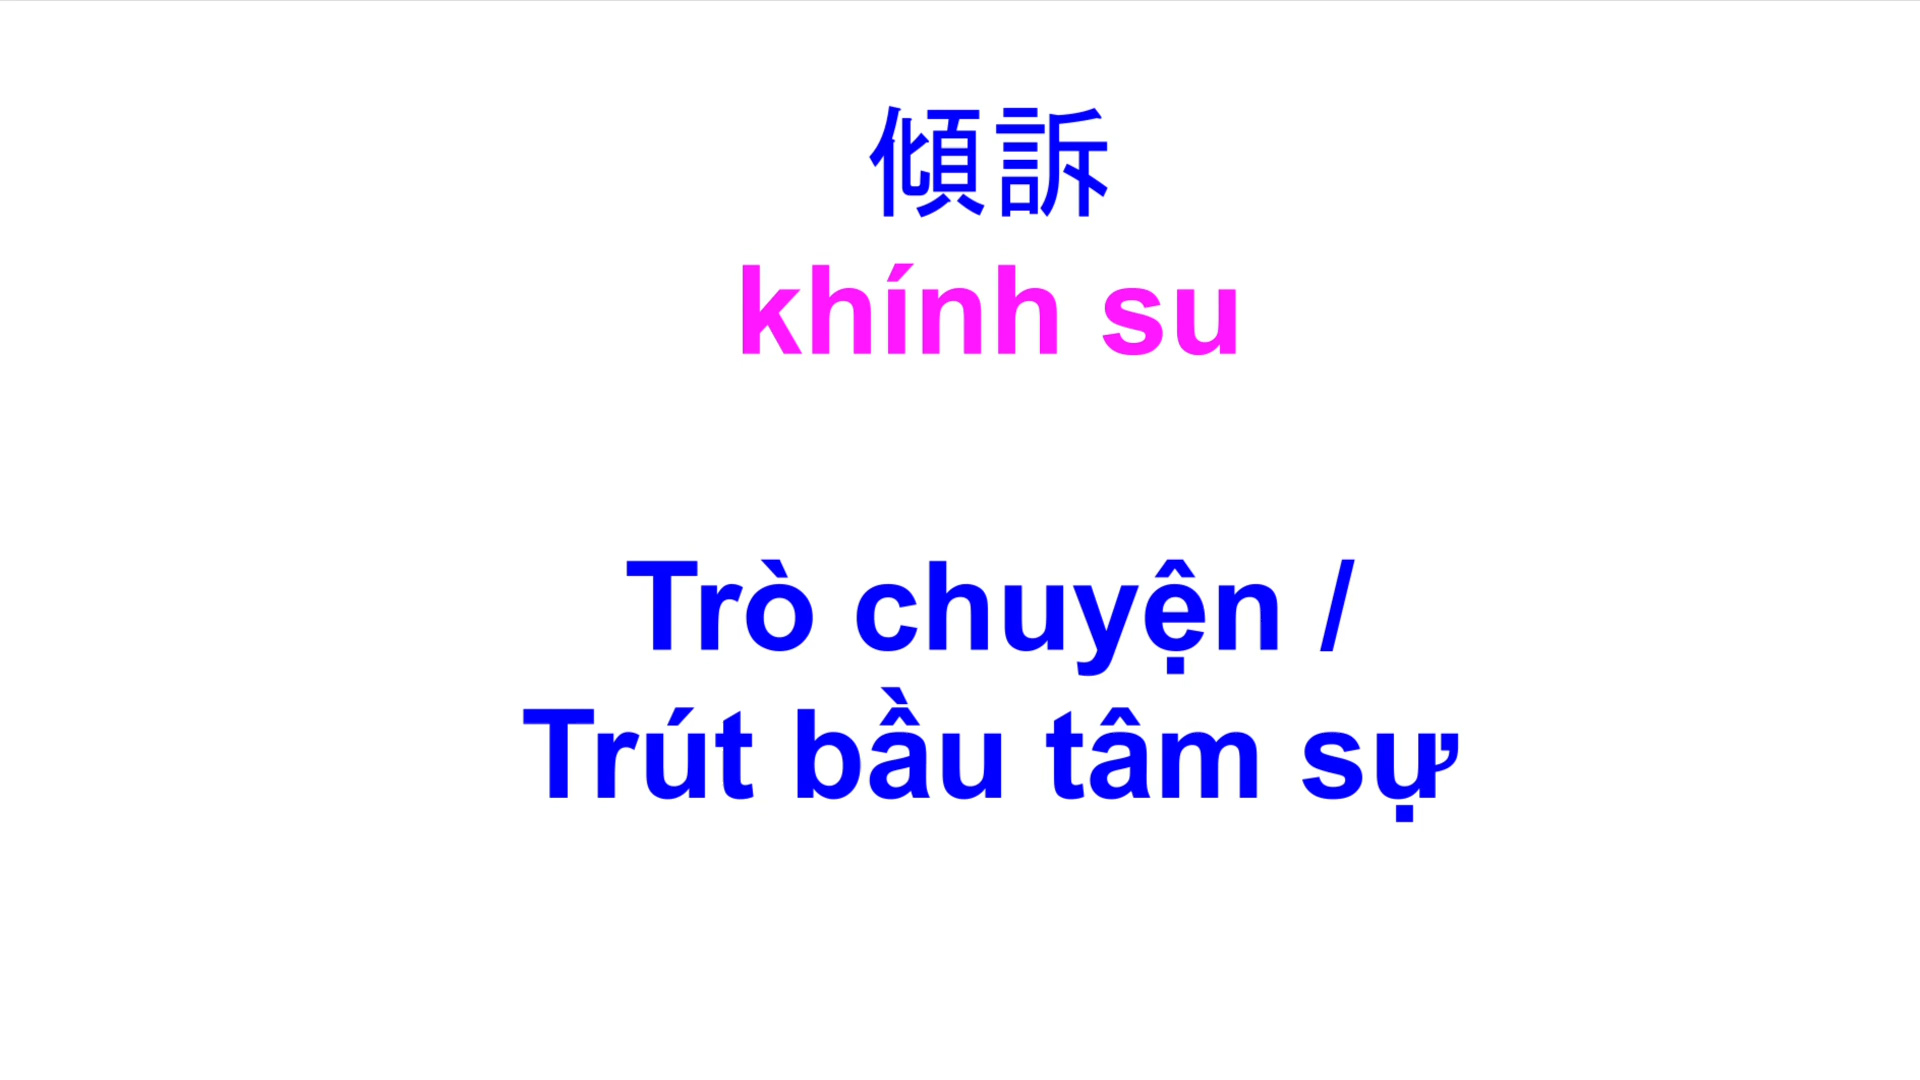 傾訴
khính su
Trò chuyện /
Trút bầu tâm sự